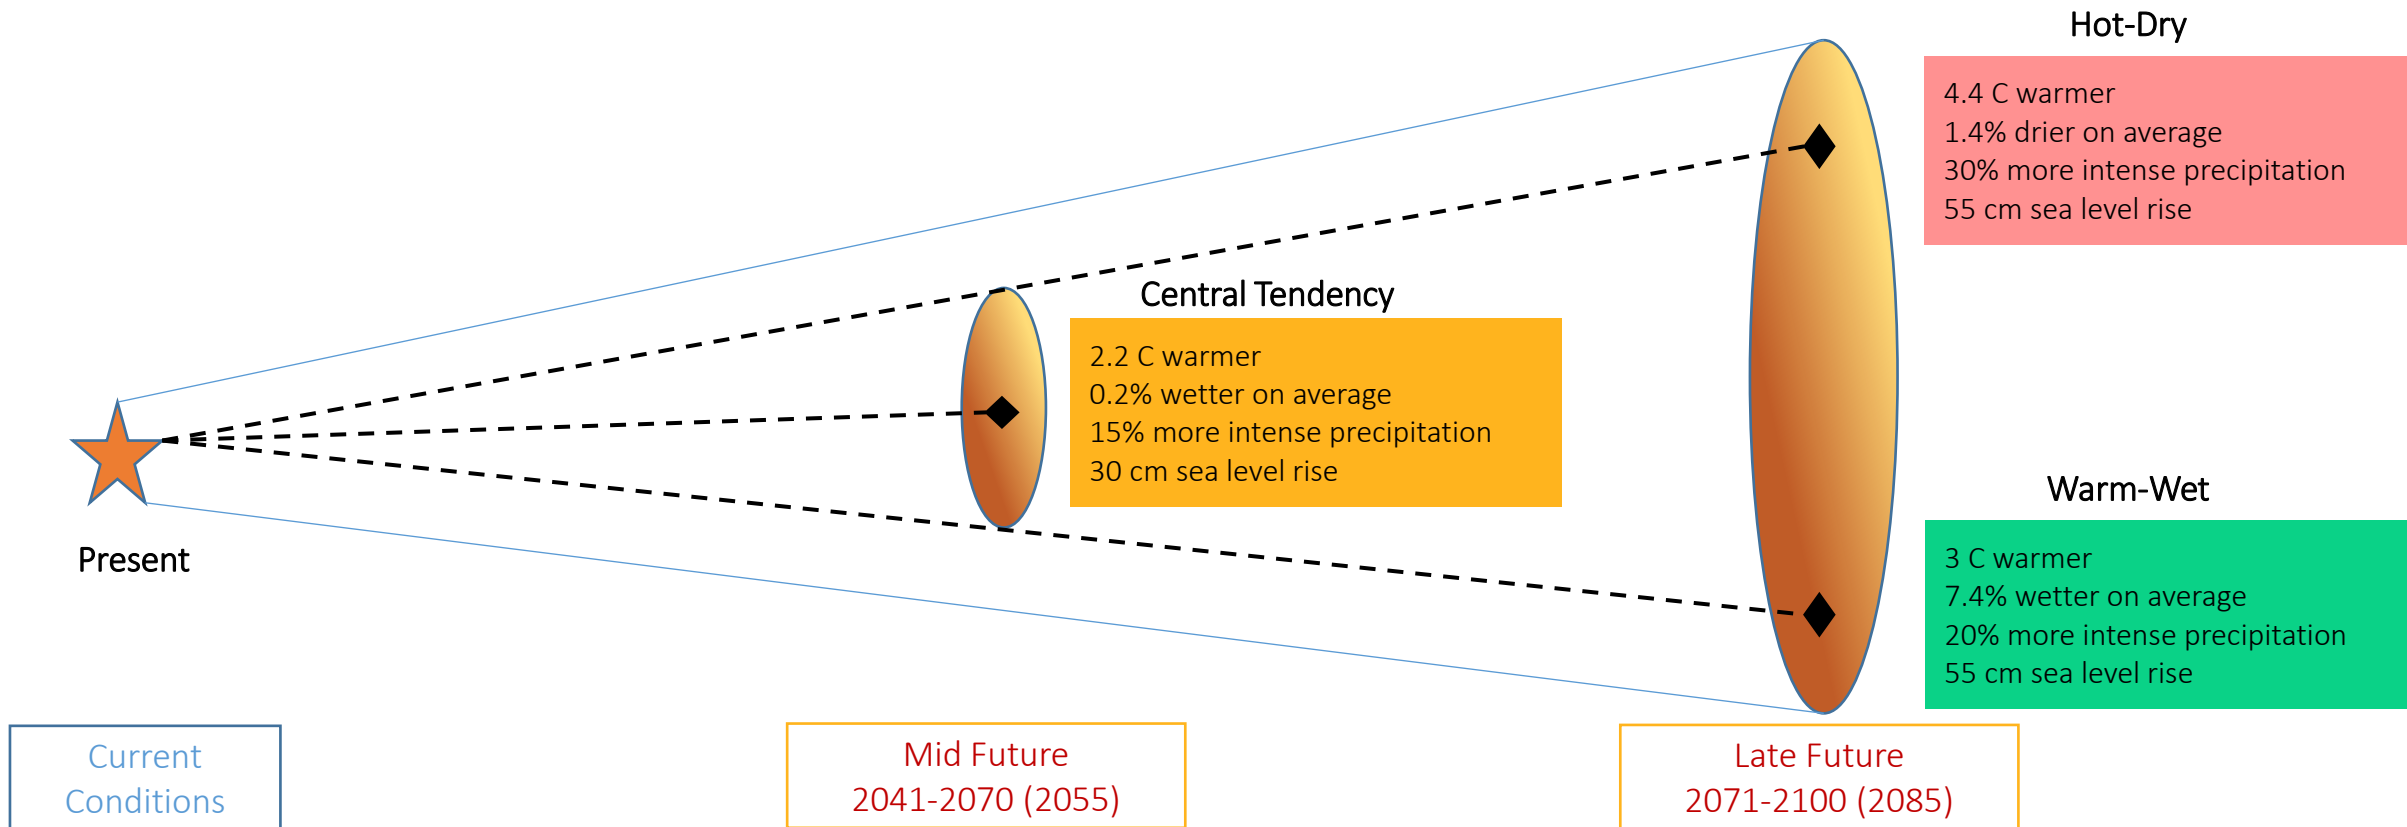 Hot-Dry
4.4 C warmer
1.4% drier on average
30% more intense precipitation
55 cm sea level rise
Central Tendency
2.2 C warmer
0.2% wetter on average
15% more intense precipitation
30 cm sea level rise
Present
Warm-Wet
3 C warmer
7.4% wetter on average
20% more intense precipitation
55 cm sea level rise
Current
Conditions
Mid Future
2041-2070 (2055)
Late Future
2071-2100 (2085)